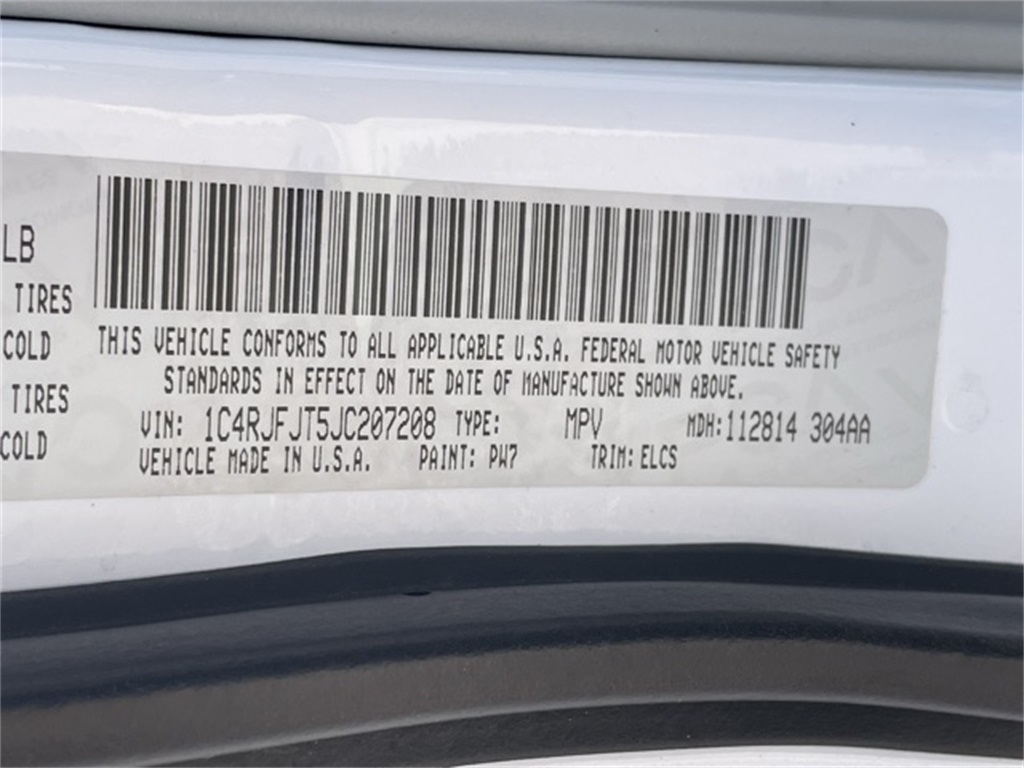 LB
TIRES
COLD
TIRES
COLD
THIS VEHICLE CONFORMS TO ALL APPLICABLE U.S.A. FEDERAL MOTOR VEHICLE SAFETY
STANDARDS IN EFFECT ON THE DATE OF MANUFACTURE SHOWN ABOVE.
VIN: 1C4RJFJT5JC207208 TYPE: MPV MDH:112814 304AA
VEHICLE MADE IN U.S.A. PAINT: PW7 TRIM: ELCS